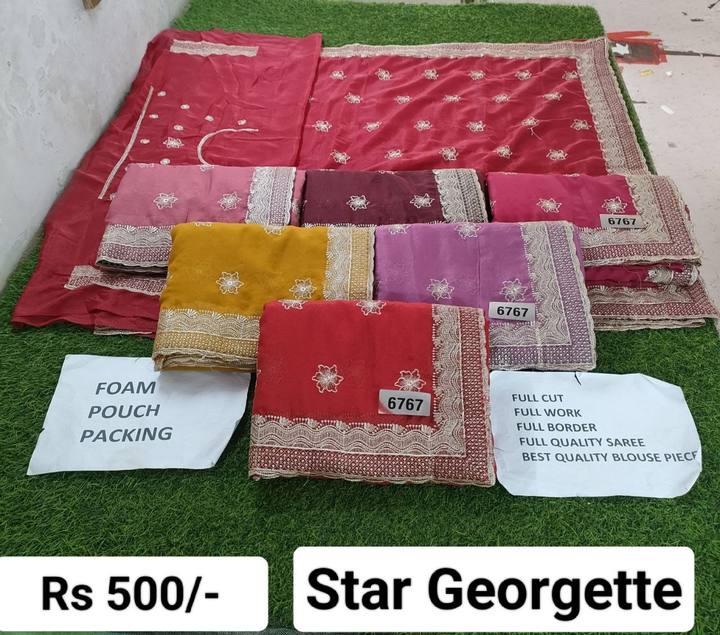 6767
6767
6767
FOAM
POUCH
PACKING
FULL CUT
FULL WORK
FULL BORDER
FULL QUALITY SAREE
BEST QUALITY BLOUSE PIECE
Rs 500/-
Star Georgette